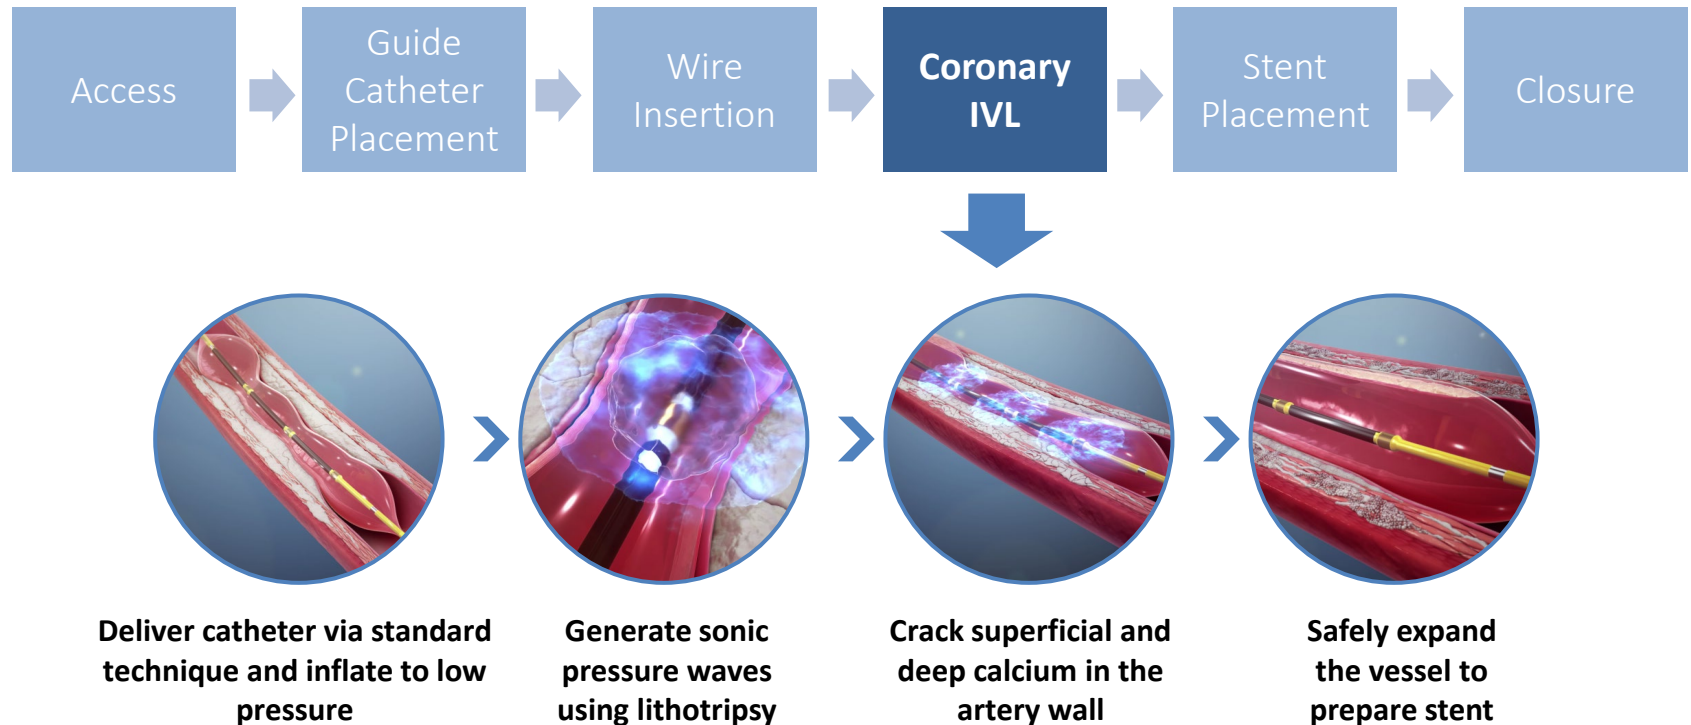 Access
Guide
Catheter
Placement
Wire
Insertion
Coronary
IVL
Stent
Placement
Closure
Deliver catheter via standard
technique and inflate to low
pressure
Generate sonic
pressure waves
using lithotripsy
Crack superficial and
deep calcium in the
artery wall
Safely expand
the vessel to
prepare stent